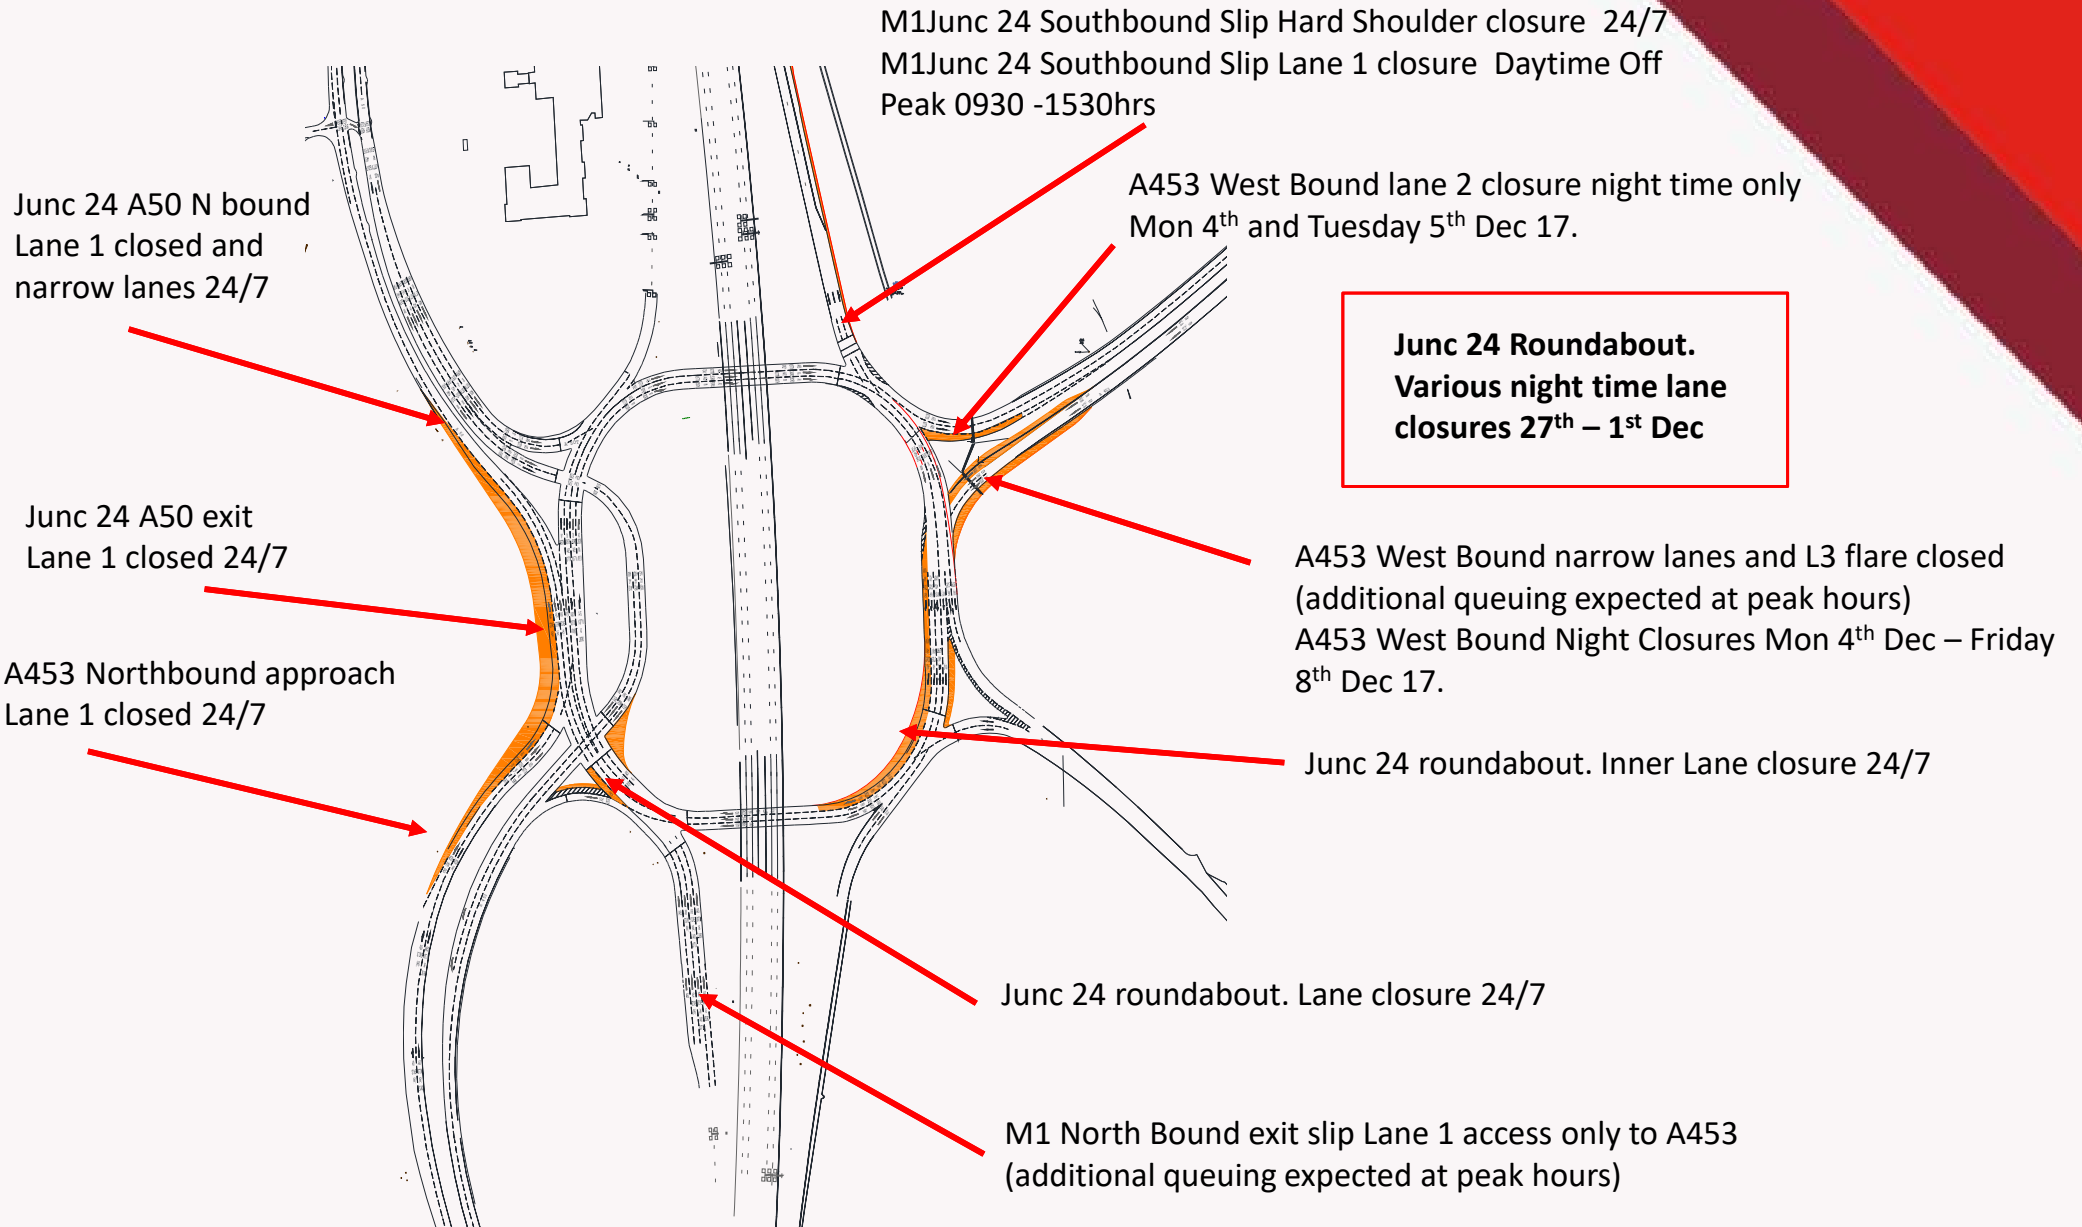 M1Junc 24 Southbound Slip Hard Shoulder closure  24/7
M1Junc 24 Southbound Slip Lane 1 closure  Daytime Off
Peak 0930 -1530hrs
A453 West Bound lane 2 closure night time only
Mon 4th and Tuesday 5th Dec 17.
Junc 24 A50 N bound
Lane 1 closed and
narrow lanes 24/7
Junc 24 Roundabout.
Various night time lane
closures 27th – 1st Dec
Junc 24 A50 exit
Lane 1 closed 24/7
A453 West Bound narrow lanes and L3 flare closed
(additional queuing expected at peak hours)
A453 West Bound Night Closures Mon 4th Dec – Friday
8th Dec 17.
A453 Northbound approach
Lane 1 closed 24/7
Junc 24 roundabout. Inner Lane closure 24/7
Junc 24 roundabout. Lane closure 24/7
M1 North Bound exit slip Lane 1 access only to A453
(additional queuing expected at peak hours)